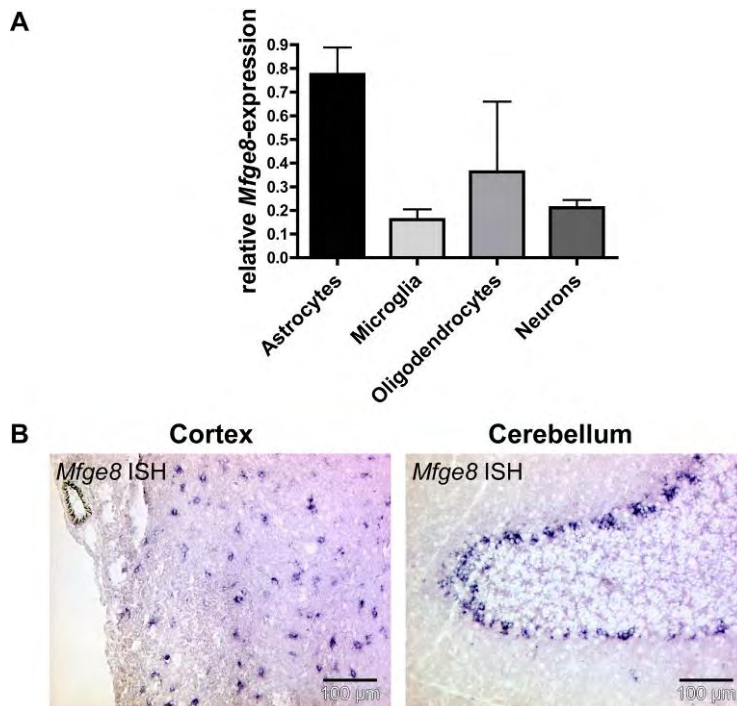 A
relative Mfge8-expression
0.9
0.8
0.7
0.6
0.5
0.4
0.3
0.2
0.1
0.0
Astrocytes
Microglia
Oligodendrocytes
Neurons
B
Cortex
Cerebellum
Mfge8 ISH
Mfge8 ISH
100 µm
100 µm